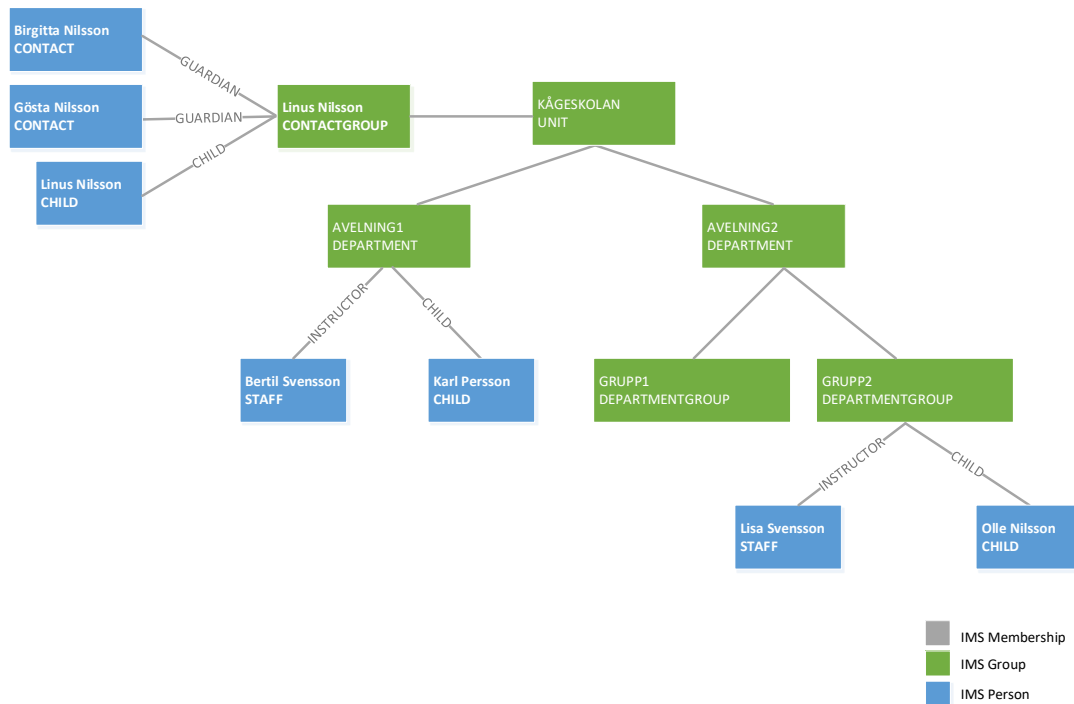 Birgitta Nilsson
CONTACT
GUARDIAN
Gösta Nilsson
CONTACT
GUARDIAN
Linus Nilsson
CHILD
CHILD
Linus Nilsson
CONTACTGROUP
KÅGESKOLAN
UNIT
AVELNING1
DEPARTMENT
AVELNING2
DEPARTMENT
INSTRUCTOR
CHILD
Bertil Svensson
STAFF
Karl Persson
CHILD
GRUPP1
DEPARTMENTGROUP
GRUPP2
DEPARTMENTGROUP
INSTRUCTOR
CHILD
Lisa Svensson
STAFF
Olle Nilsson
CHILD
IMS Membership
IMS Group
IMS Person